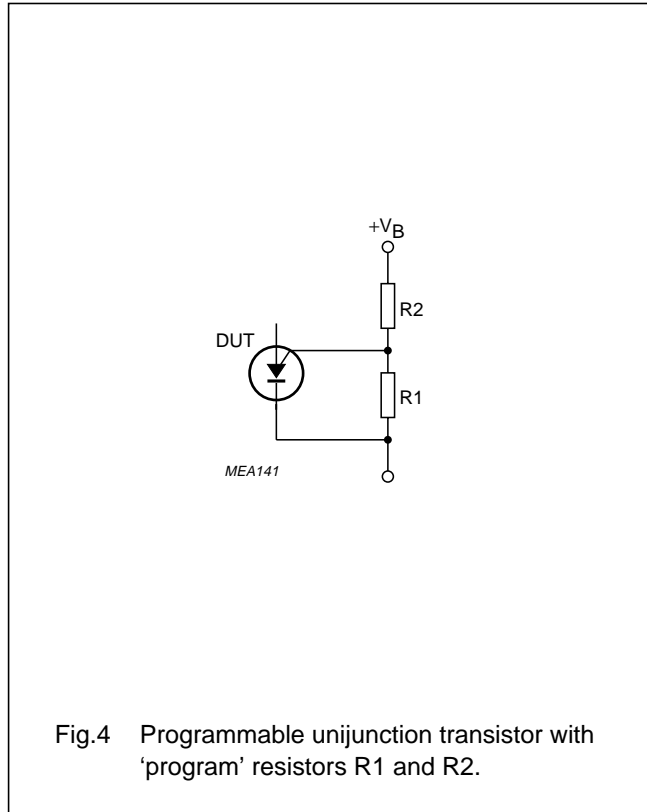 +VB
R2
DUT
R1
MEA141
Fig.4 Programmable unijunction transistor with
‘program’ resistors R1 and R2.